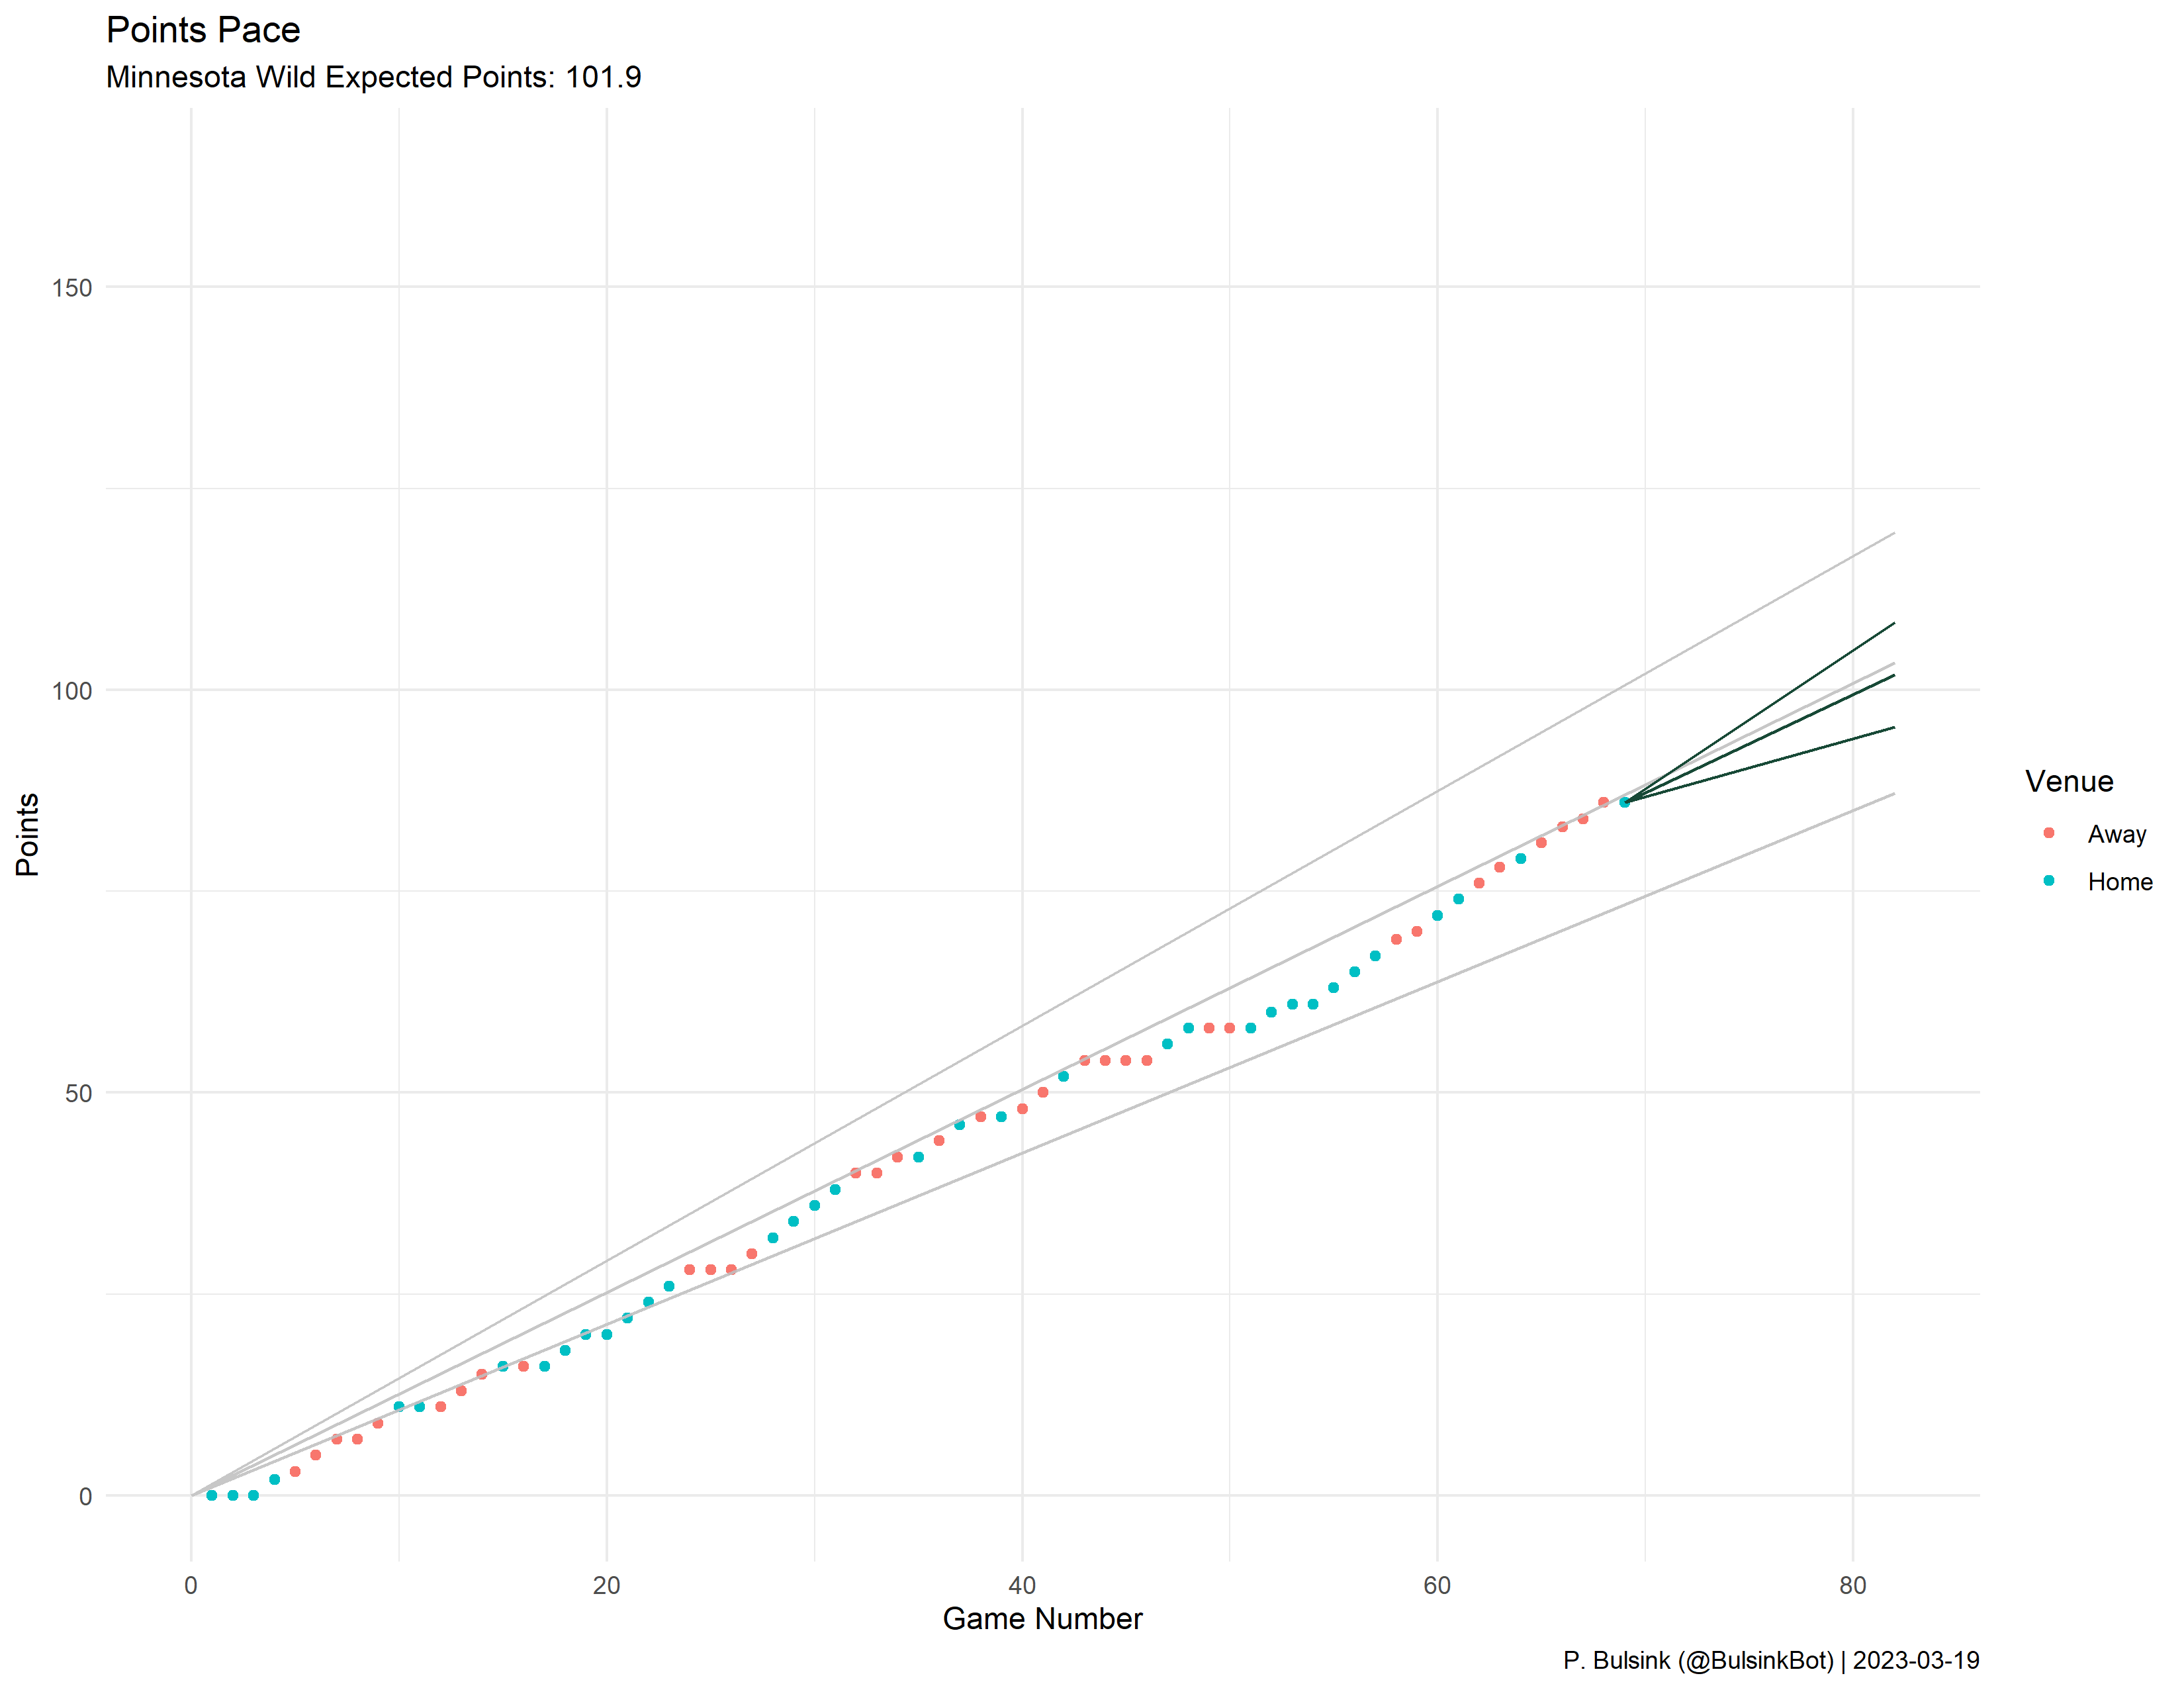 Points Pace
Minnesota Wild Expected Points: 101.9
150
100
50
0
Points
0 20 40 60 80
Game Number
Venue
Away
Home
P. Bulsink (@BulsinkBot) | 2023-03-19